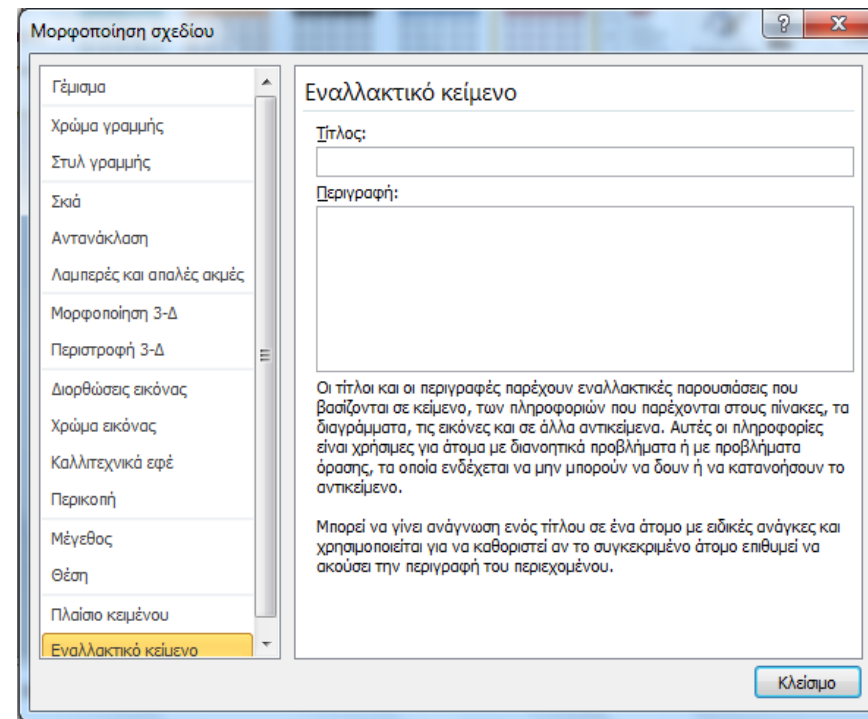 Μορφοποίηση σχεδίου
?
X
Γέμισμα
Χρώμα γραμμής
Στυλ γραμμής
Σκιά
Αντανάκλαση
Λαμπερές και απαλές ακμές
Μορφοποίηση 3-Δ
Περιστροφή 3-Δ
Διορθώσεις εικόνας
Χρώμα εικόνας
Καλλιτεχνικά εφέ
Περικοπή
Μέγεθος
Θέση
Πλαίσιο κειμένου
Εναλλακτικό κείμενο
Εναλλακτικό κείμενο
Τίτλος:
Περιγραφή:
Οι τίτλοι και οι περιγραφές παρέχουν εναλλακτικές παρουσιάσεις που
βασίζονται σε κείμενο, των πληροφοριών που παρέχονται στους πίνακες, τα
διαγράμματα, τις εικόνες και σε άλλα αντικείμενα. Αυτές οι πληροφορίες
είναι χρήσιμες για άτομα με διανοητικά προβλήματα ή με προβλήματα
όρασης, τα οποία ενδέχεται να μην μπορούν να δουν ή να κατανοήσουν το
αντικείμενο.
Μπορεί να γίνει ανάγνωση ενός τίτλου σε ένα άτομο με ειδικές ανάγκες και
χρησιμοποιείται για να καθοριστεί αν το συγκεκριμένο άτομο επιθυμεί να
ακούσει την περιγραφή του περιεχομένου.
Κλείσιμο